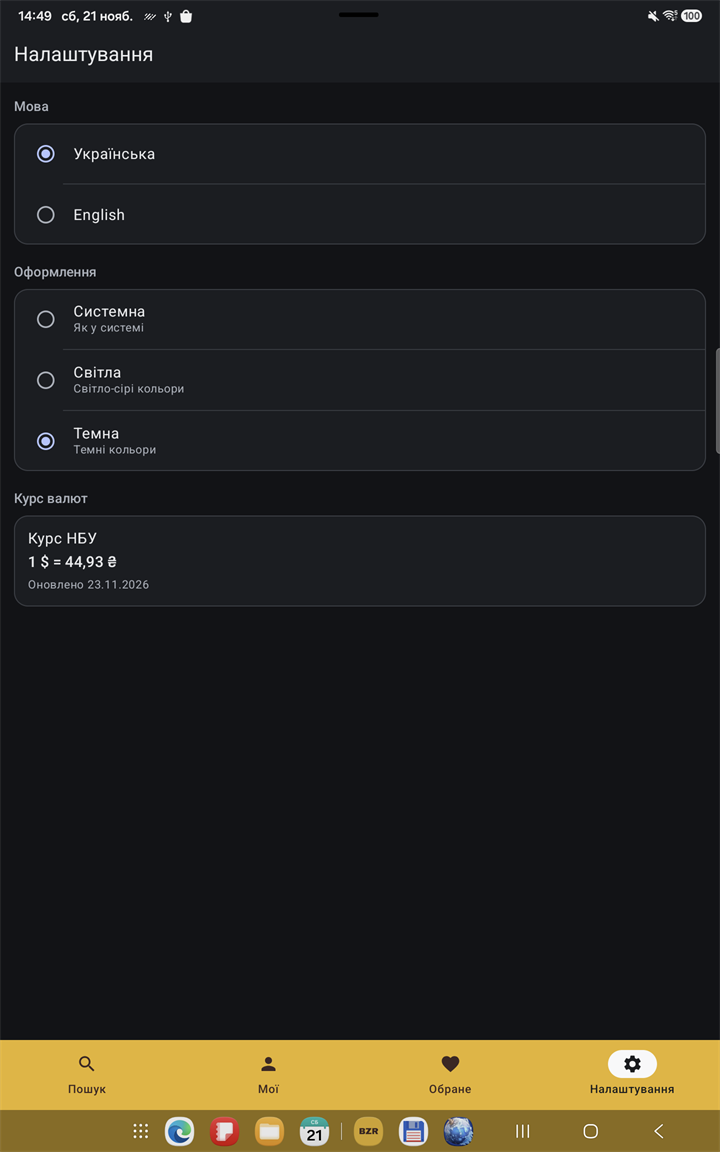 14:49 сб, 21 нояб.
100
Налаштування
Мова
Українська
English
Оформлення
Системна
Як у системі
Світла
Світло-сірі кольори
Темна
Темні кольори
Курс валют
Курс НБУ
1 $ = 44,93 ₴
Оновлено 23.11.2026
Пошук
Мої
Обране
Налаштування
СБ
21
BZR